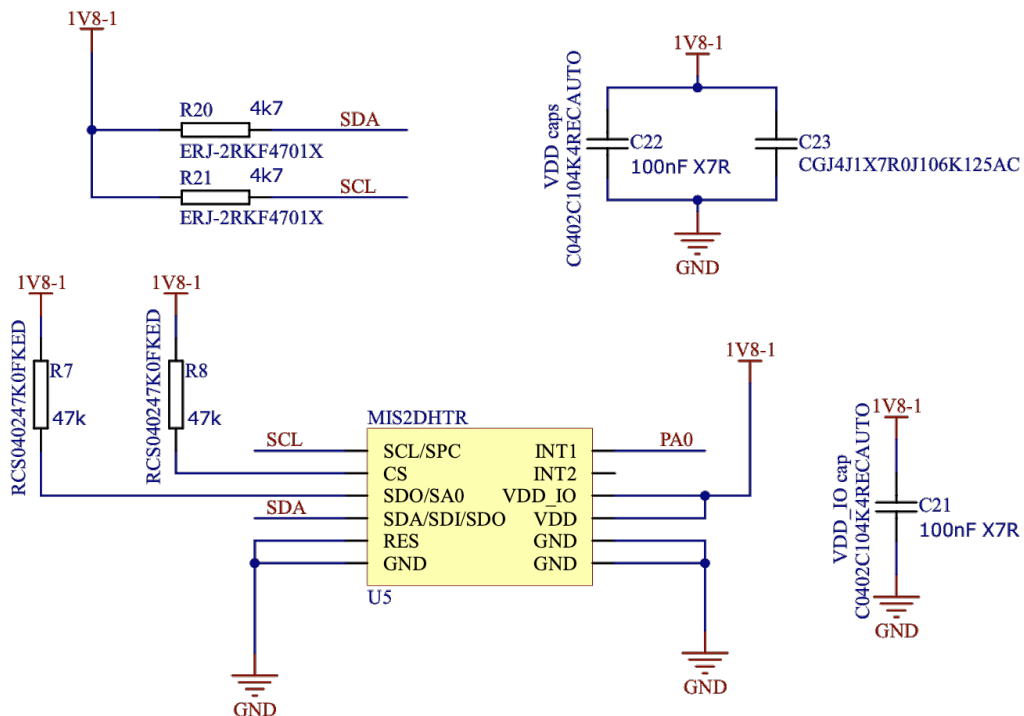 1V8-1
R20 4k7 SDA
ERJ-2RKF4701X
R21 4k7 SCL
ERJ-2RKF4701X
1V8-1
VDD caps
C0402C104K4RECAUTO
C22
100nF X7R
C23
CGJ4J1X7R0J106K125AC
GND
1V8-1
RCS040247K0FKED
R7
47k
1V8-1
RCS040247K0FKED
R8
47k
MIS2DHTR
SCL SCL/SPC INT1 PA0
CS INT2
SDO/SA0 VDD_IO
SDA SDA/SDI/SDO VDD
RES GND
GND GND
U5
GND
GND
1V8-1
1V8-1
VDD_IO cap
C0402C104K4RECAUTO
C21
100nF X7R
GND